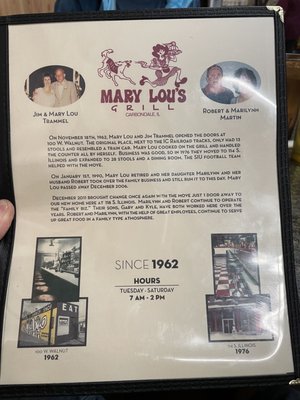 MARY LOU'S
GRILL
CARBONDALE, IL
JIM & MARY LOU
TRAMMEL
ROBERT & MARILYNN
MARTIN
ON NOVEMBER 18TH, 1962, MARY LOU AND JIM TRAMMEL OPENED THE DOORS AT
100 W. WALNUT. THE ORIGINAL PLACE, NEXT TO THE IC RAILROAD TRACKS, ONLY HAD 13
STOOLS AND RESEMBLED A TRAIN CAR. MARY LOU COOKED ON THE GRILL AND HANDLED
THE COUNTER ALL BY HERSELF. BUSINESS WAS GOOD, SO IN 1976 THEY MOVED TO 114 S.
ILLINOIS AND EXPANDED TO 28 STOOLS AND A DINING ROOM. THE SIU FOOTBALL TEAM
HELPED WITH THE MOVE.
ON JANUARY 1ST, 1990, MARY LOU RETIRED AND HER DAUGHTER MARILYNN AND HER
HUSBAND ROBERT TOOK OVER THE FAMILY BUSINESS AND STILL RUN IT TO THIS DAY. MARY
LOU PASSED AWAY DECEMBER 2006.
DECEMBER 2013 BROUGHT CHANGE ONCE AGAIN WITH THE MOVE JUST 1 DOOR AWAY TO
OUR NEW HOME HERE AT 118 S. ILLINOIS. MARILYNN AND ROBERT CONTINUE TO OPERATE
THE "FAMILY BIZ." THEIR SONS, GARY AND KYLE, HAVE BOTH WORKED HERE OVER THE
YEARS. ROBERT AND MARILYNN, WITH THE HELP OF GREAT EMPLOYEES, CONTINUE TO SERVE
UP GREAT FOOD IN A FAMILY TYPE ATMOSPHERE.
SINCE 1962
HOURS
TUESDAY - SATURDAY
7 AM - 2 PM
EAT
100 W. WALNUT
1962
114 S. ILLINOIS
1976